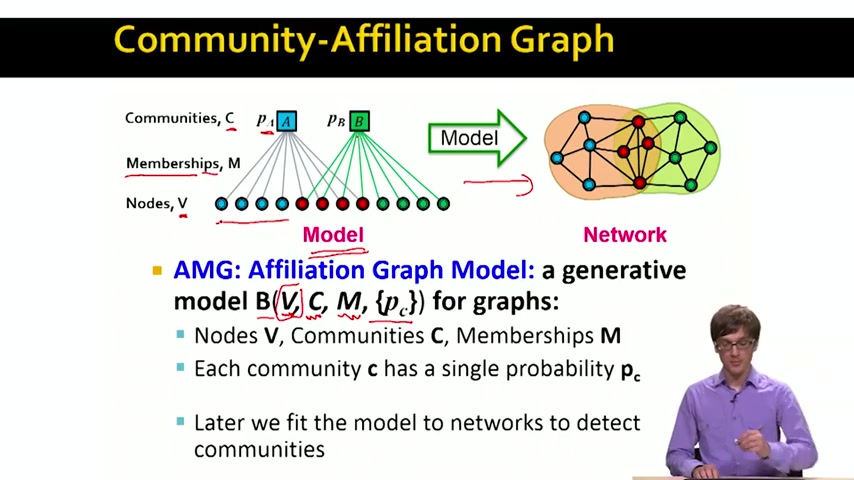 Community-Affiliation Graph
Communities, C
p_A
A
p_B
B
Model
Memberships, M
Nodes, V
Model
Network
AMG: Affiliation Graph Model: a generative
model B(V, C, M, {p_c}) for graphs:
Nodes V, Communities C, Memberships M
Each community c has a single probability p_c
Later we fit the model to networks to detect
communities